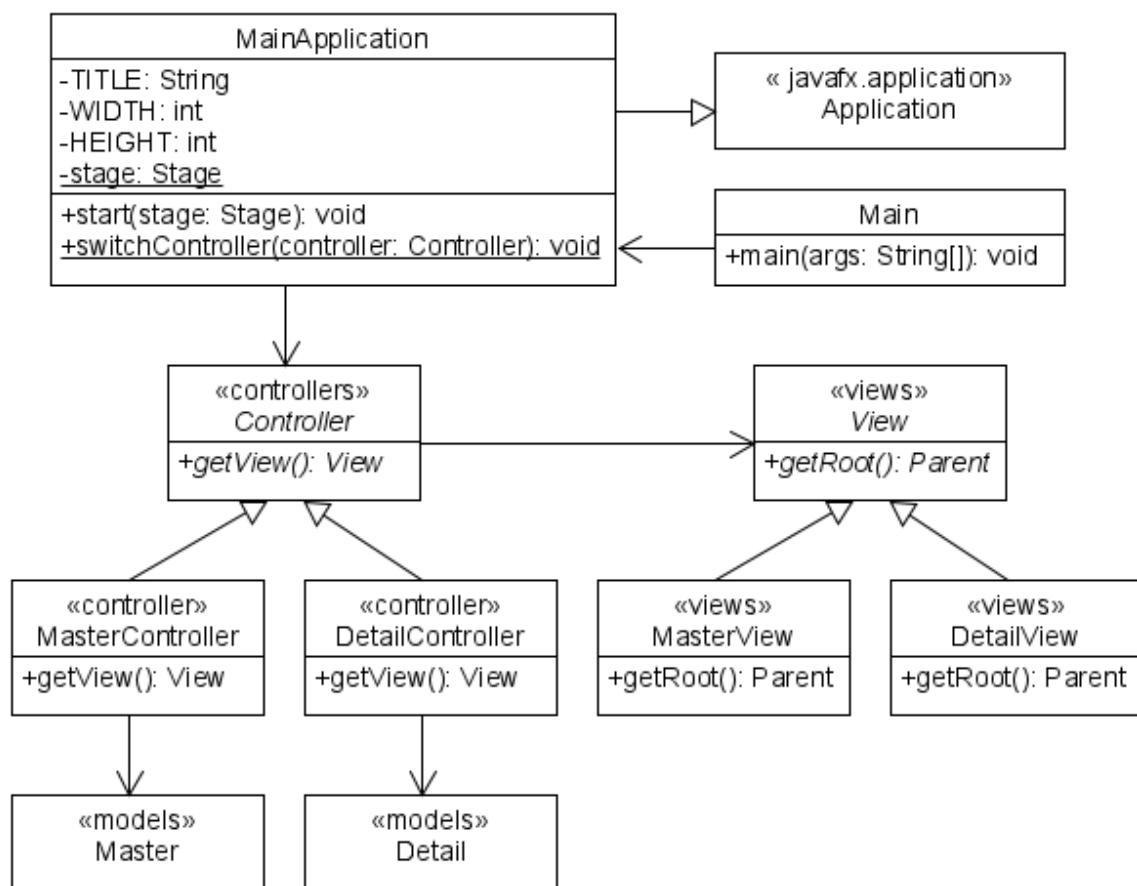 MainApplication
-TITLE: String
-WIDTH: int
-HEIGHT: int
-stage: Stage
+start(stage: Stage): void
+switchController(controller: Controller): void
« javafx.application»
Application
Main
+main(args: String[]): void
«controllers»
Controller
+getView(): View
«views»
View
+getRoot(): Parent
«controller»
MasterController
+getView(): View
«controller»
DetailController
+getView(): View
«views»
MasterView
+getRoot(): Parent
«views»
DetailView
+getRoot(): Parent
«models»
Master
«models»
Detail